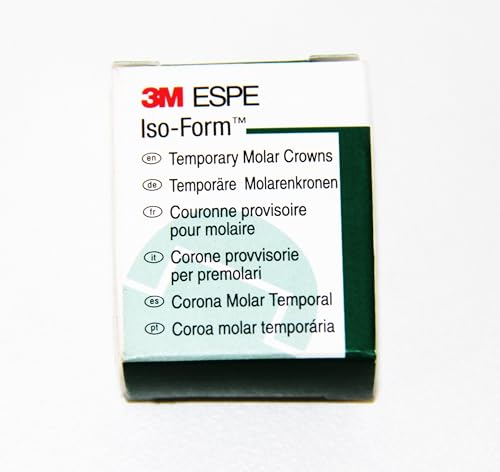 3M ESPE
Iso-Form™
en Temporary Molar Crowns
de Temporäre Molarenkronen
fr Couronne provisoire
pour molaire
it Corone provvisorie
per premolari
es Corona Molar Temporal
pt Coroa molar temporária